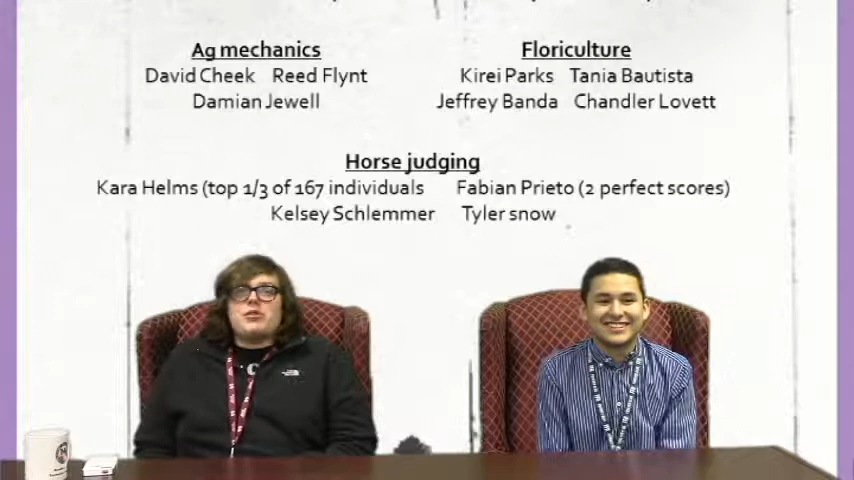 Ag mechanics
David Cheek Reed Flynt
Damian Jewell
Floriculture
Kirei Parks Tania Bautista
Jeffrey Banda Chandler Lovett
Horse judging
Kara Helms (top 1/3 of 167 individuals Fabian Prieto (2 perfect scores)
Kelsey Schlemmer Tyler snow